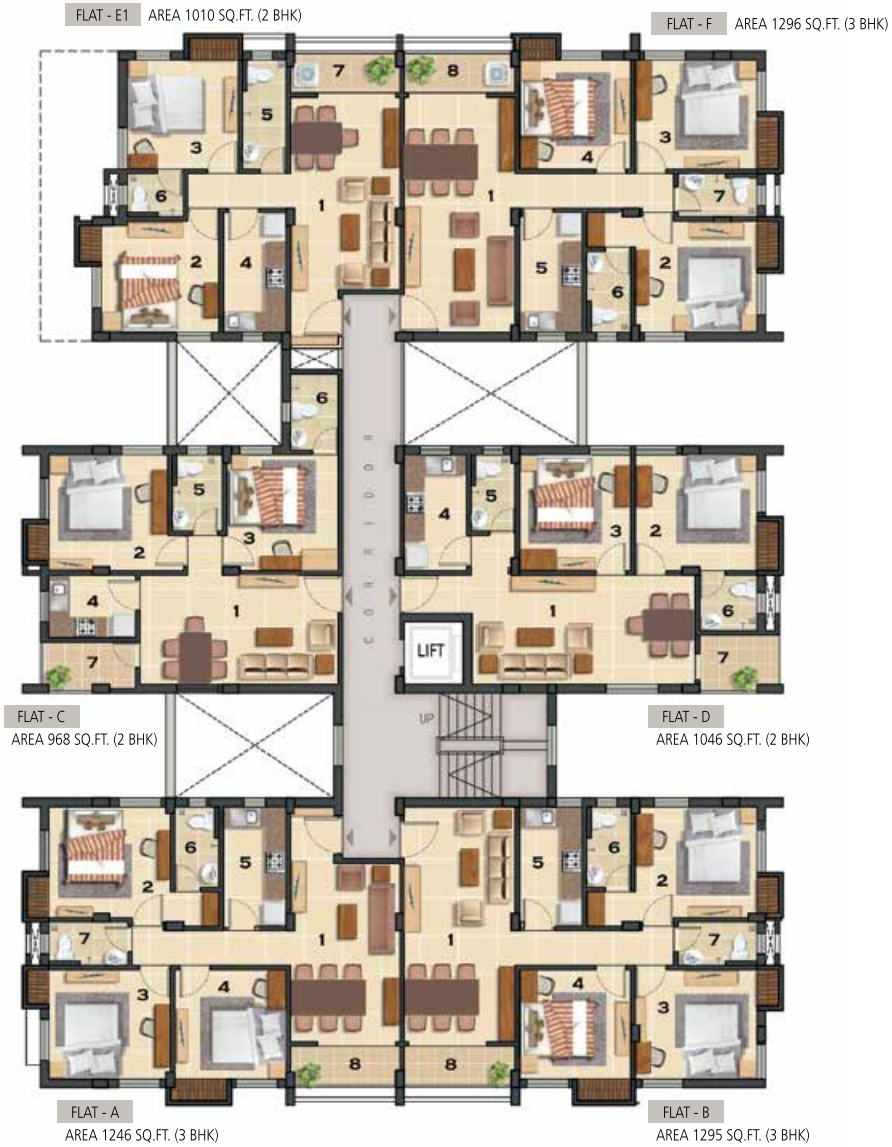 FLAT - E1 AREA 1010 SQ.FT. (2 BHK)
FLAT - F AREA 1296 SQ.FT. (3 BHK)
7 8
5 3 4 3
6 7
1 1
2 4 5 6 2
6
CORRIDOR
5 3 2 4 5 3 2
4 1 1 6
7 LIFT 7
FLAT - C
AREA 968 SQ.FT. (2 BHK)
UP
FLAT - D
AREA 1046 SQ.FT. (2 BHK)
2 6 5 5 6 2
7 1 1 7
3 4 4 3
8 8
FLAT - A
AREA 1246 SQ.FT. (3 BHK)
FLAT - B
AREA 1295 SQ.FT. (3 BHK)